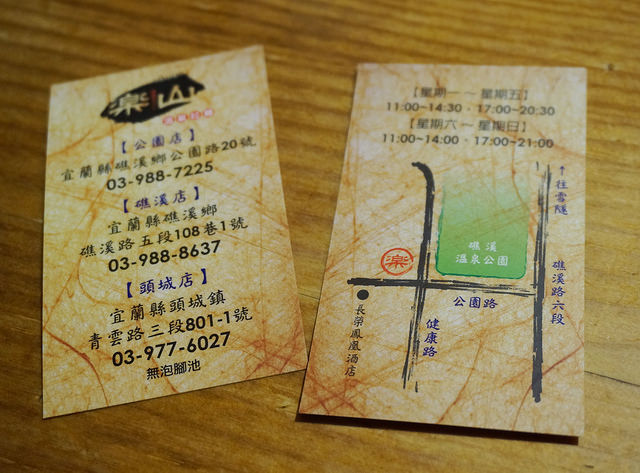 楽山
【公園店】
宜蘭縣礁溪鄉公園路20號
03-988-7225
【礁溪店】
宜蘭縣礁溪鄉
礁溪路五段108巷1號
03-988-8637
【頭城店】
宜蘭縣頭城鎮
青雲路三段801-1號
03-977-6027
無泡腳池
【星期一～星期五】
11:00~14:30．17:00~20:30
【星期六～星期日】
11:00~14:00．17:00~21:00
↑往雪隧
礁溪
溫泉公園
楽
公園路
礁溪路六段
健康路
長榮鳳凰酒店